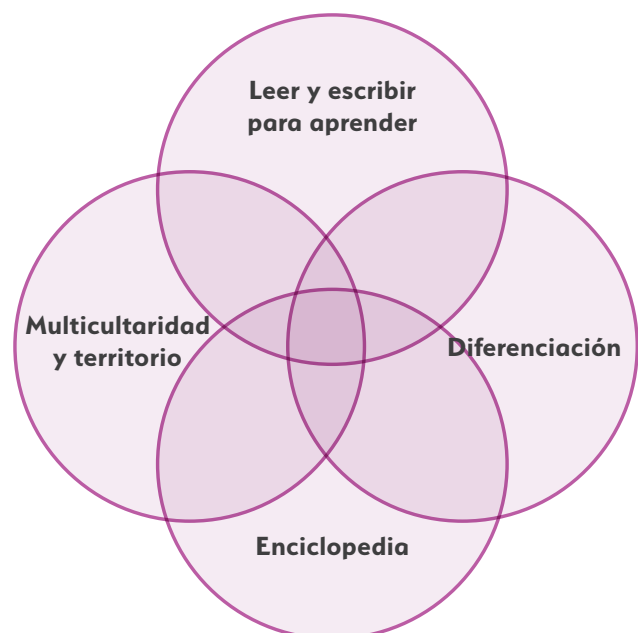 Leer y escribir
para aprender
Multicultaridad
y territorio
Diferenciación
Enciclopedia